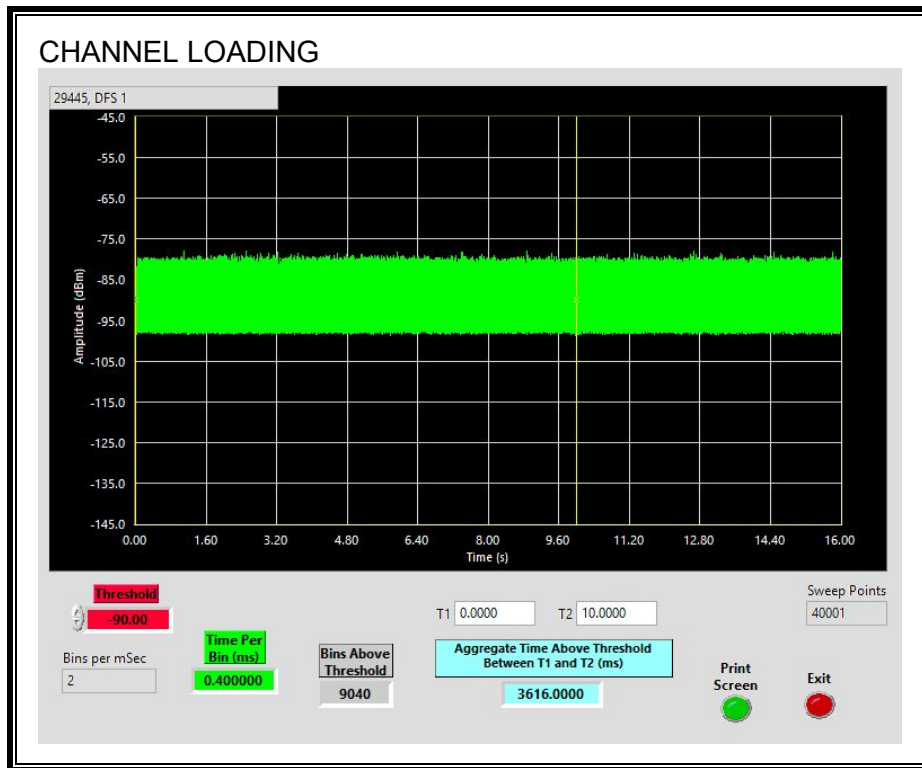 CHANNEL LOADING
29445, DFS 1
-45.0
-55.0
-65.0
-75.0
-85.0
-95.0
-105.0
-115.0
-125.0
-135.0
-145.0
Amplitude (dBm)
0.00 1.60 3.20 4.80 6.40 8.00 9.60 11.20 12.80 14.40 16.00
Time (s)
Threshold
-90.00
Bins per mSec
2
Time Per
Bin (ms)
0.400000
Bins Above
Threshold
9040
T1 0.0000 T2 10.0000
Aggregate Time Above Threshold
Between T1 and T2 (ms)
3616.0000
Sweep Points
40001
Print
Screen
Exit